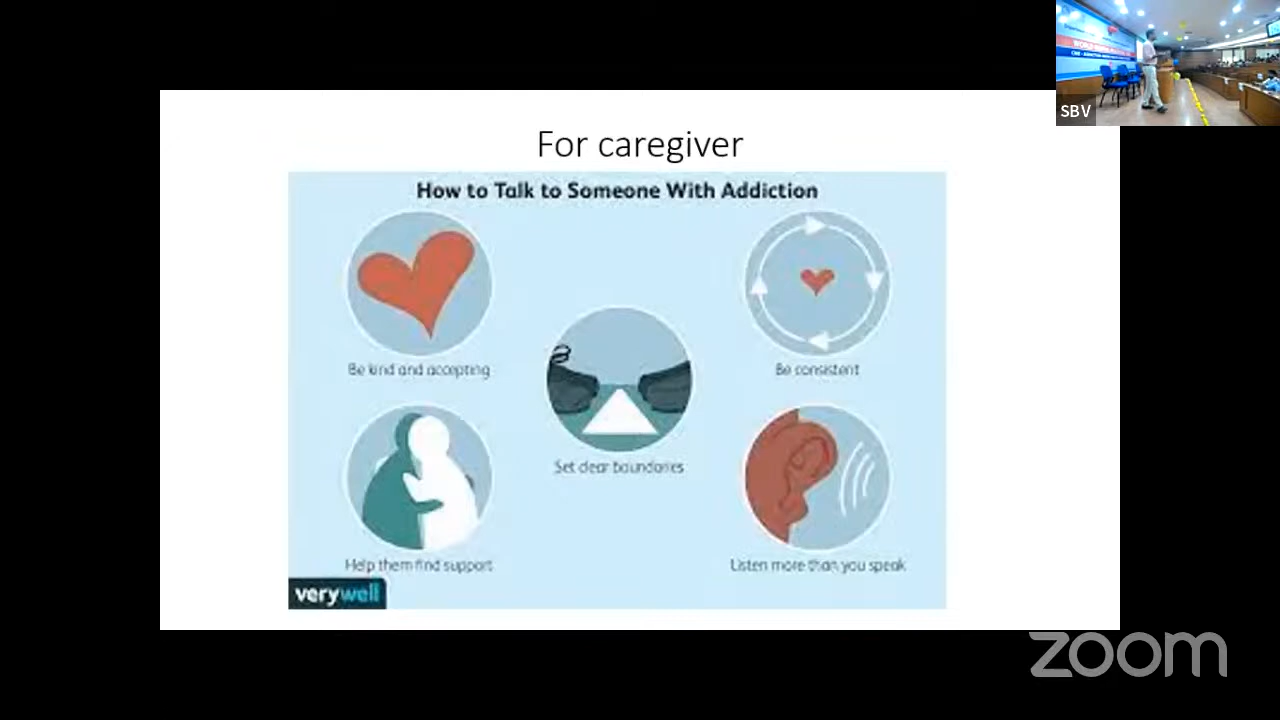 For caregiver
How to Talk to Someone With Addiction
Be kind and accepting
Be consistent
Set clear boundaries
Help them find support
Listen more than you speak
verywell
SBV
zoom